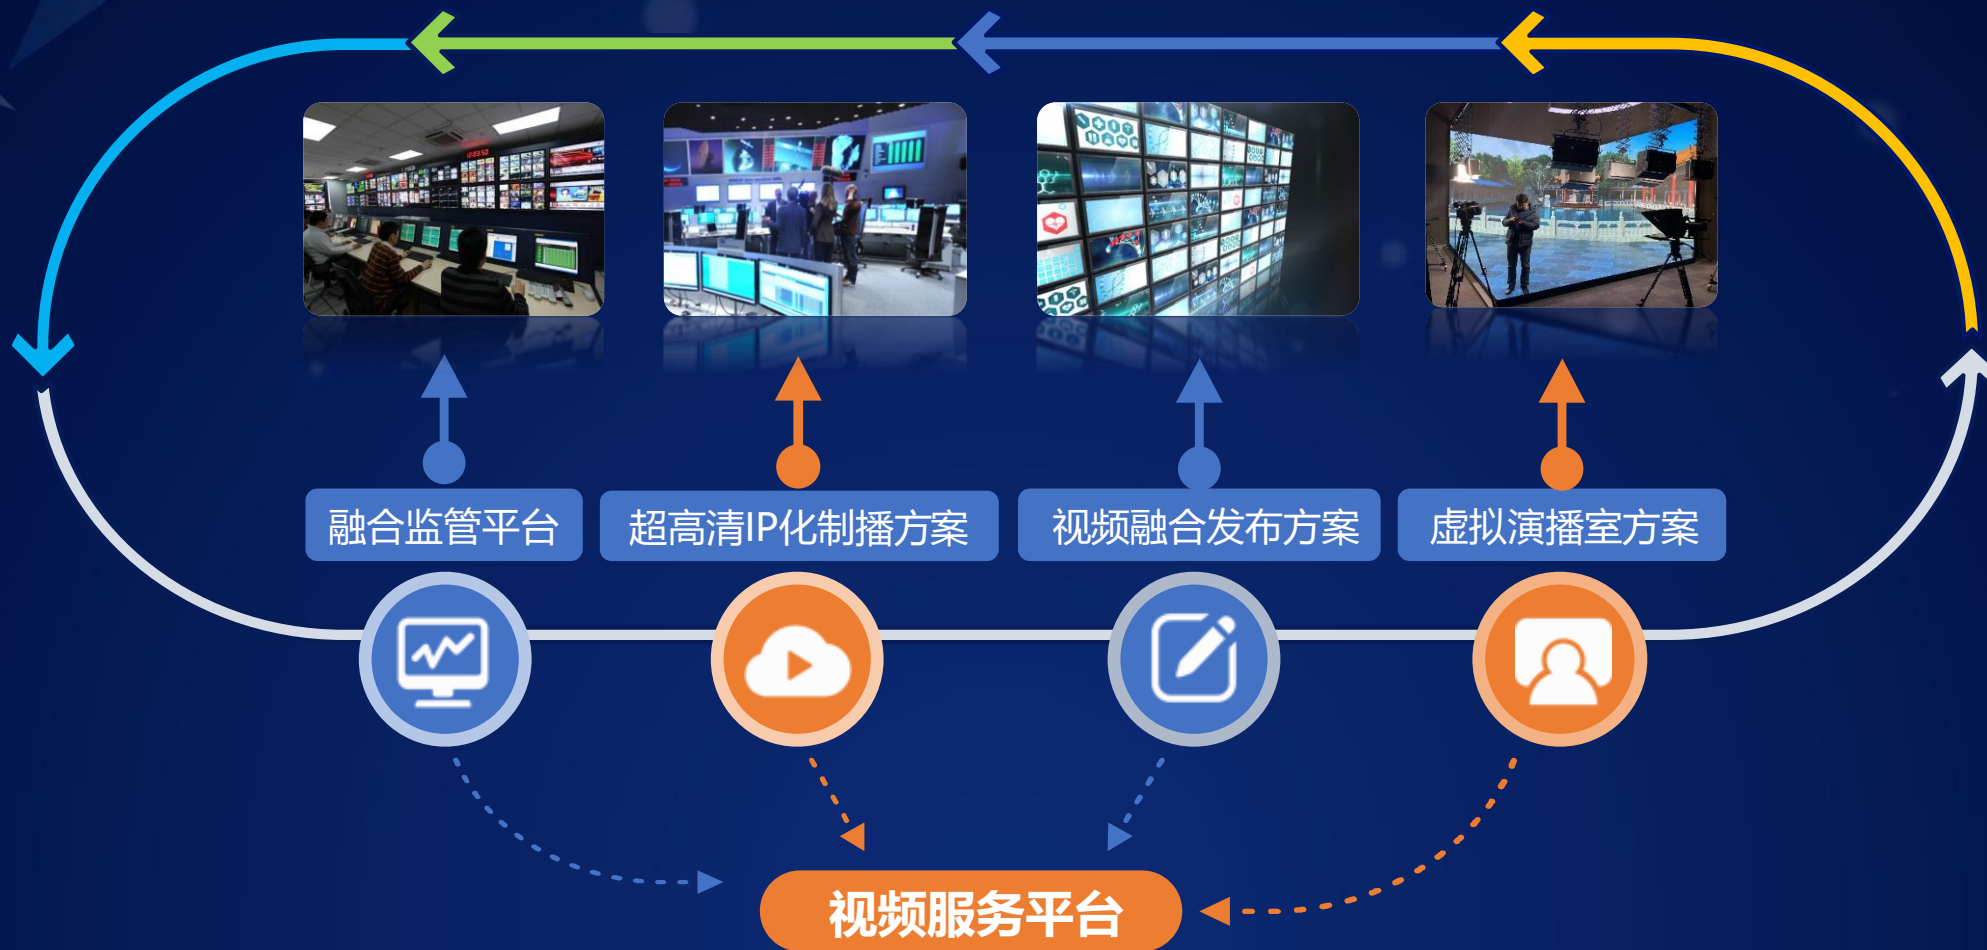 融合监管平台
超高清IP化制播方案
视频融合发布方案
虚拟演播室方案
视频服务平台